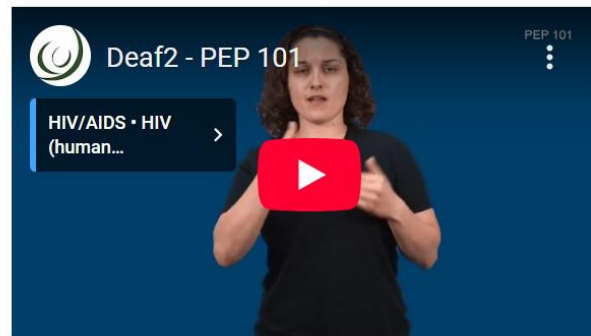 Deaf2 - PEP 101
PEP 101
HIV/AIDS • HIV
(human...